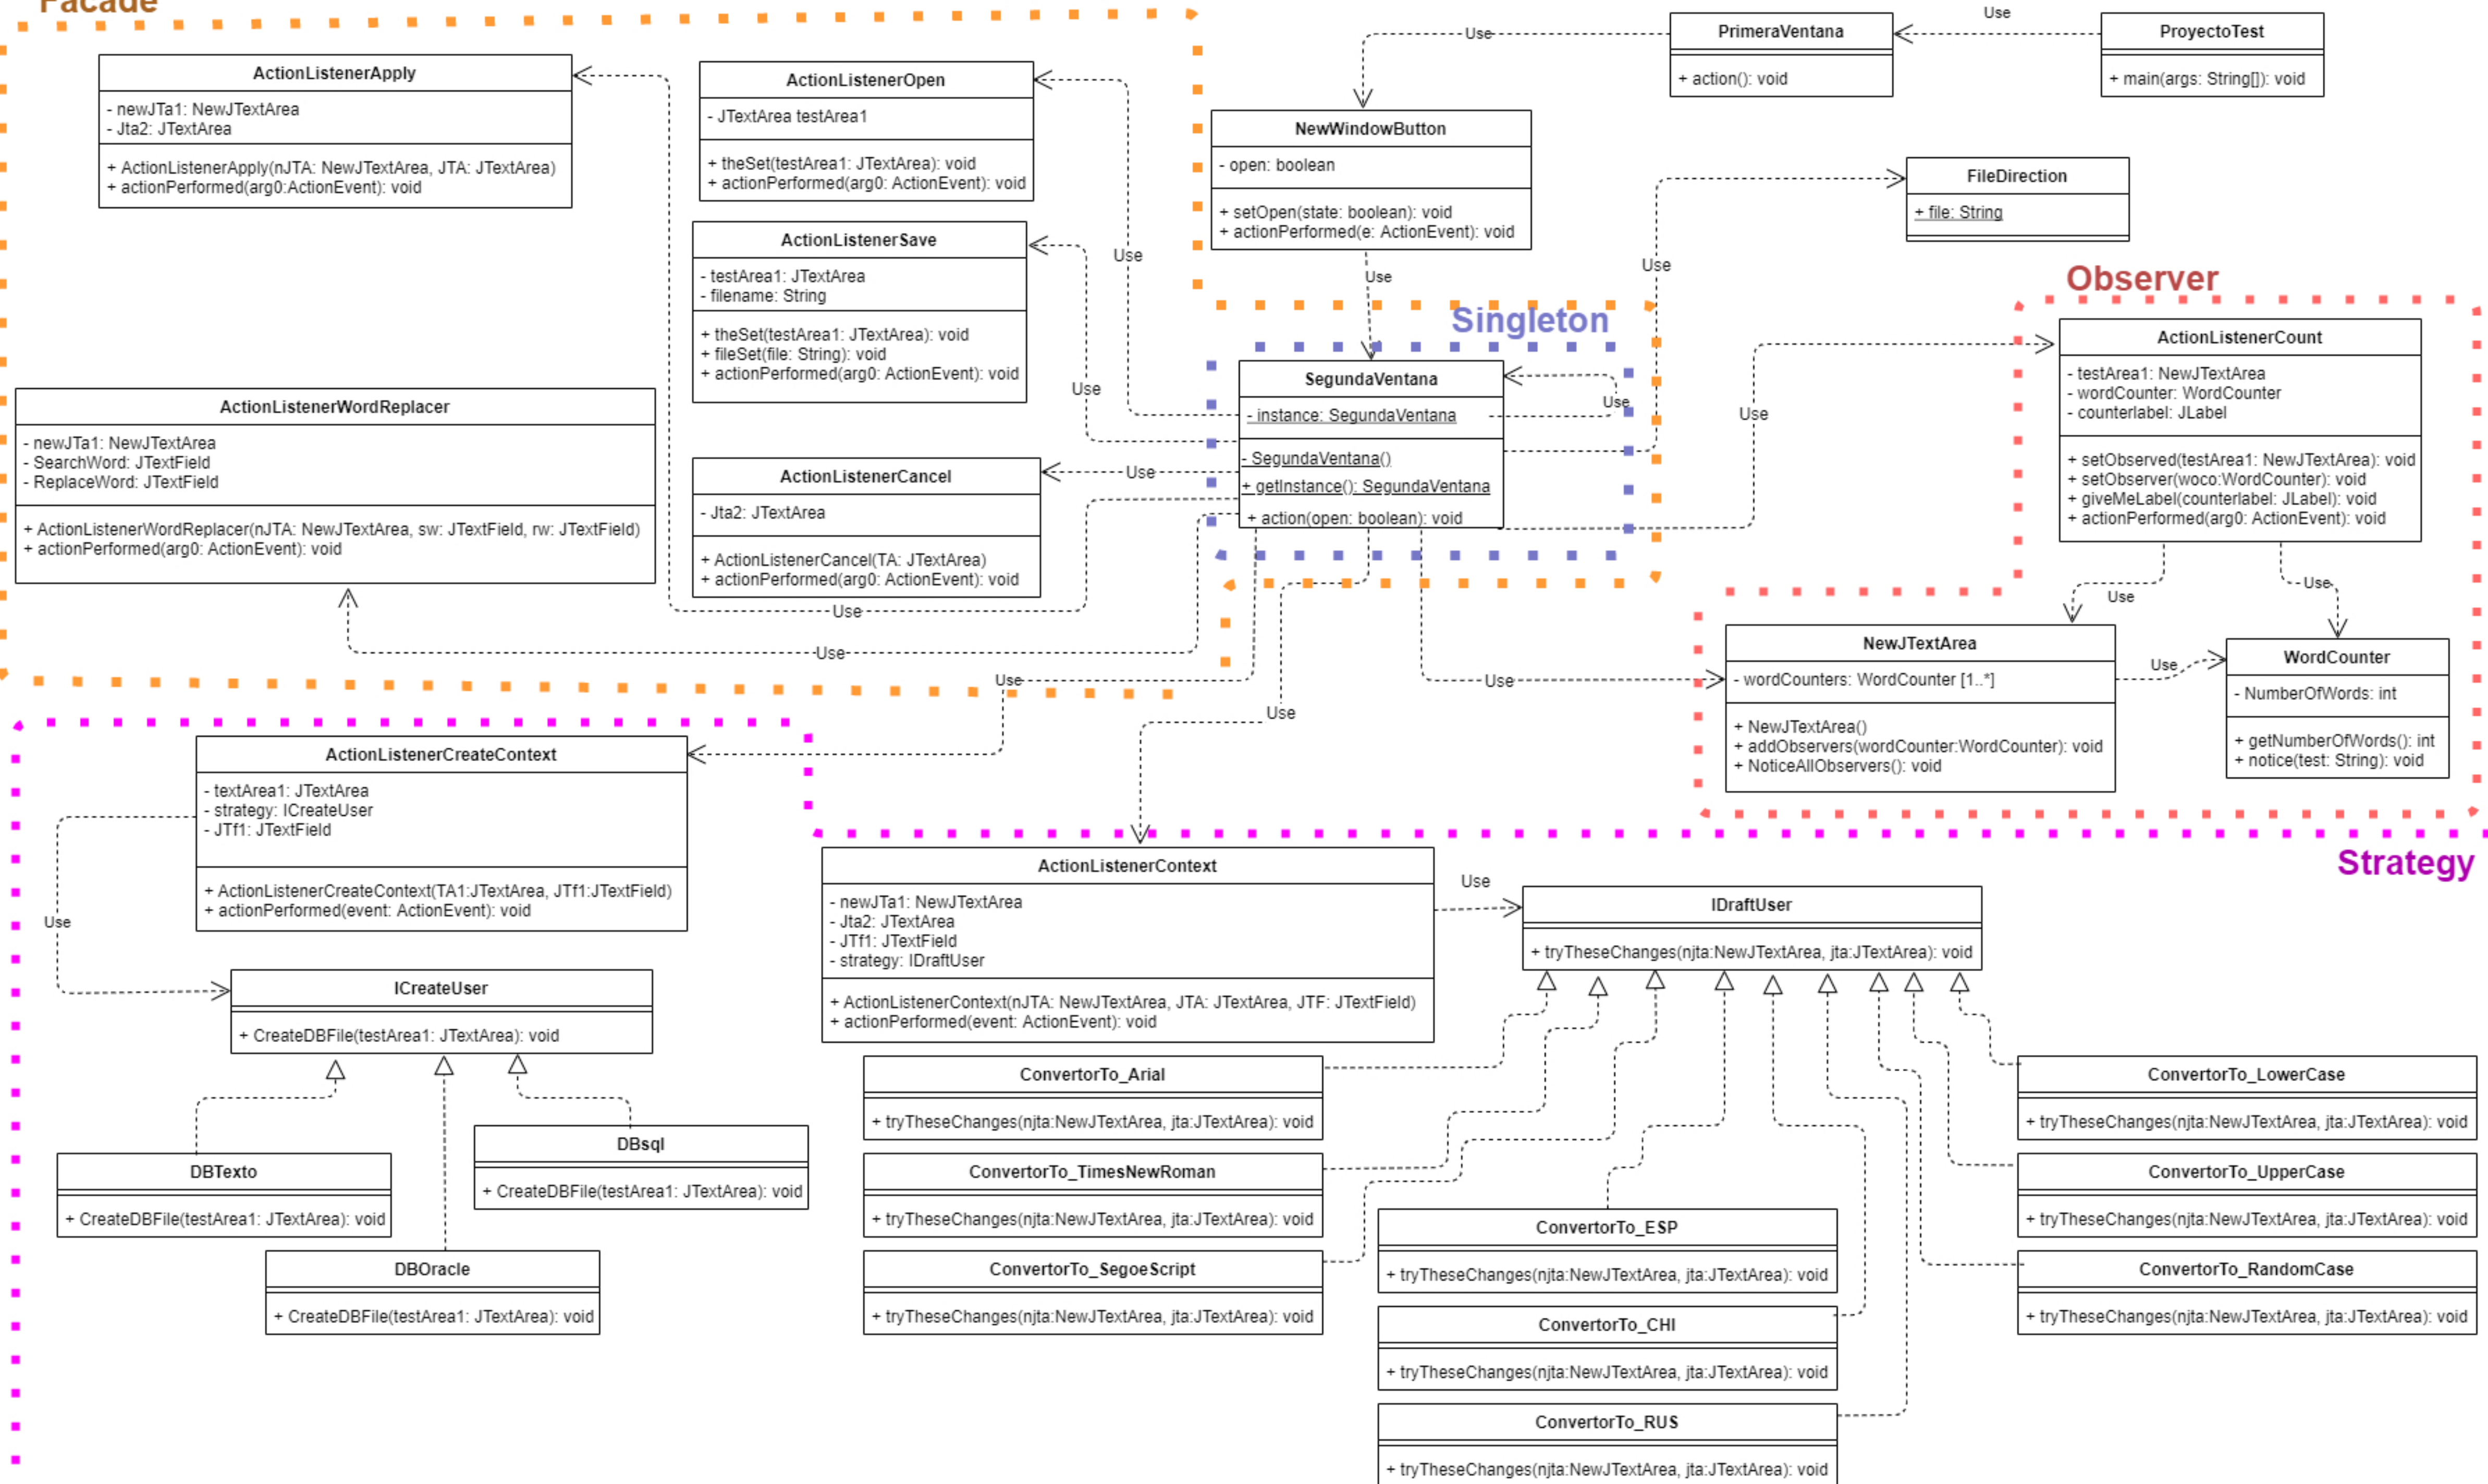 Facade
ActionListenerApply
- newJTa1: NewJTextArea
- Jta2: JTextArea
+ ActionListenerApply(nJTA: NewJTextArea, JTA: JTextArea)
+ actionPerformed(arg0:ActionEvent): void
ActionListenerOpen
- JTextArea testArea1
+ theSet(testArea1: JTextArea): void
+ actionPerformed(arg0: ActionEvent): void
ActionListenerSave
- testArea1: JTextArea
- filename: String
+ theSet(testArea1: JTextArea): void
+ fileSet(file: String): void
+ actionPerformed(arg0: ActionEvent): void
ActionListenerWordReplacer
- newJTa1: NewJTextArea
- SearchWord: JTextField
- ReplaceWord: JTextField
+ ActionListenerWordReplacer(nJTA: NewJTextArea, sw: JTextField, rw: JTextField)
+ actionPerformed(arg0: ActionEvent): void
ActionListenerCancel
- Jta2: JTextArea
+ ActionListenerCancel(TA: JTextArea)
+ actionPerformed(arg0: ActionEvent): void
Use
Use
Use
Use
Use
Use
PrimeraVentana
+ action(): void
Use
ProyectoTest
+ main(args: String[]): void
Use
NewWindowButton
- open: boolean
+ setOpen(state: boolean): void
+ actionPerformed(e: ActionEvent): void
Use
FileDirection
+ file: String
Use
Singleton
SegundaVentana
- instance: SegundaVentana
- SegundaVentana()
+ getInstance(): SegundaVentana
+ action(open: boolean): void
Use
Use
Observer
ActionListenerCount
- testArea1: NewJTextArea
- wordCounter: WordCounter
- counterlabel: JLabel
+ setObserved(testArea1: NewJTextArea): void
+ setObserver(woco:WordCounter): void
+ giveMeLabel(counterlabel: JLabel): void
+ actionPerformed(arg0: ActionEvent): void
Use
Use
NewJTextArea
- wordCounters: WordCounter [1..*]
+ NewJTextArea()
+ addObservers(wordCounter:WordCounter): void
+ NoticeAllObservers(): void
Use
WordCounter
- NumberOfWords: int
+ getNumberOfWords(): int
+ notice(test: String): void
Use
Use
Strategy
ActionListenerCreateContext
- textArea1: JTextArea
- strategy: ICreateUser
- JTf1: JTextField
+ ActionListenerCreateContext(TA1:JTextArea, JTf1:JTextField)
+ actionPerformed(event: ActionEvent): void
Use
ICreateUser
+ CreateDBFile(testArea1: JTextArea): void
DBTexto
+ CreateDBFile(testArea1: JTextArea): void
DBsql
+ CreateDBFile(testArea1: JTextArea): void
DBOracle
+ CreateDBFile(testArea1: JTextArea): void
ActionListenerContext
- newJTa1: NewJTextArea
- Jta2: JTextArea
- JTf1: JTextField
- strategy: IDraftUser
+ ActionListenerContext(nJTA: NewJTextArea, JTA: JTextArea, JTF: JTextField)
+ actionPerformed(event: ActionEvent): void
Use
IDraftUser
+ tryTheseChanges(njta:NewJTextArea, jta:JTextArea): void
ConvertorTo_Arial
+ tryTheseChanges(njta:NewJTextArea, jta:JTextArea): void
ConvertorTo_TimesNewRoman
+ tryTheseChanges(njta:NewJTextArea, jta:JTextArea): void
ConvertorTo_SegoeScript
+ tryTheseChanges(njta:NewJTextArea, jta:JTextArea): void
ConvertorTo_ESP
+ tryTheseChanges(njta:NewJTextArea, jta:JTextArea): void
ConvertorTo_CHI
+ tryTheseChanges(njta:NewJTextArea, jta:JTextArea): void
ConvertorTo_RUS
+ tryTheseChanges(njta:NewJTextArea, jta:JTextArea): void
ConvertorTo_LowerCase
+ tryTheseChanges(njta:NewJTextArea, jta:JTextArea): void
ConvertorTo_UpperCase
+ tryTheseChanges(njta:NewJTextArea, jta:JTextArea): void
ConvertorTo_RandomCase
+ tryTheseChanges(njta:NewJTextArea, jta:JTextArea): void